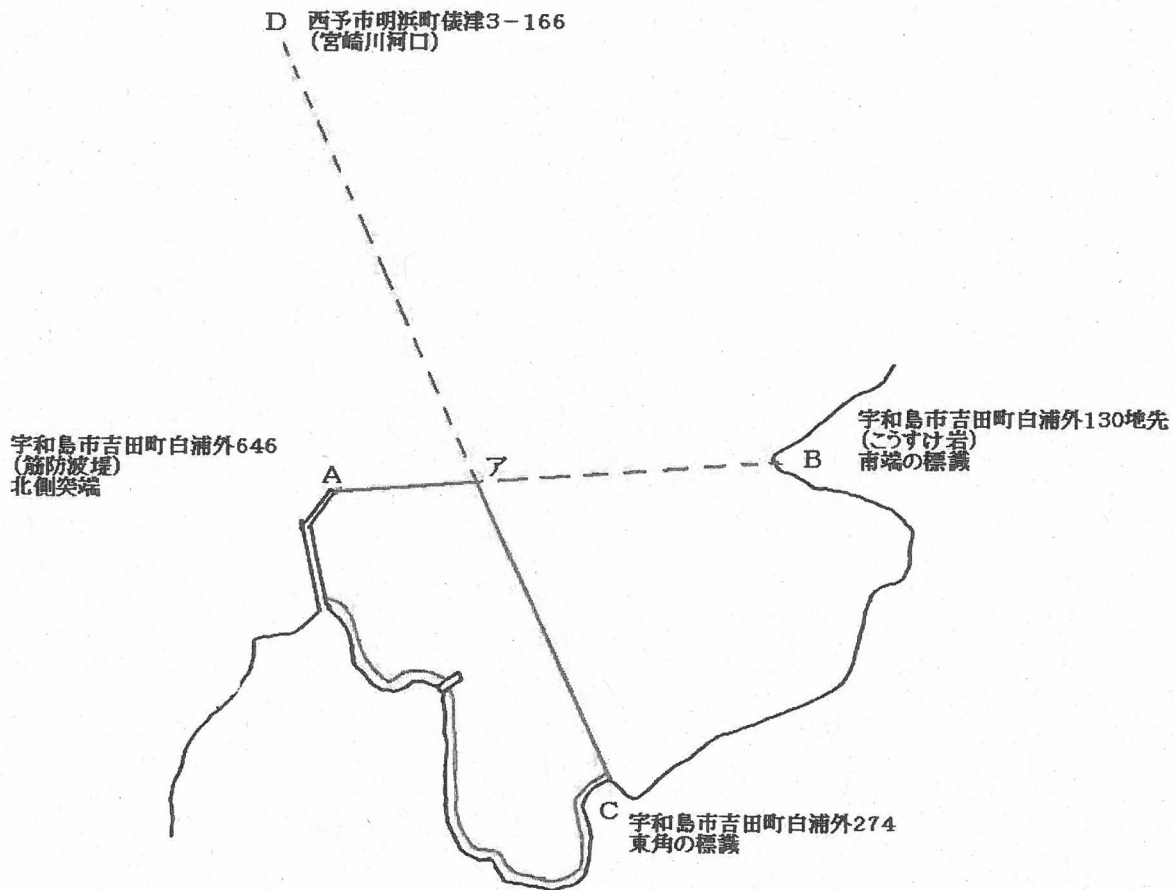 D 西予市明浜町俵津3-166
(宮崎川河口)
宇和島市吉田町白浦外646
(筋防波堤)
北側突端
A
ア
宇和島市吉田町白浦外130地先
(こうすけ岩)
南端の標識
B
C
宇和島市吉田町白浦外274
東角の標識